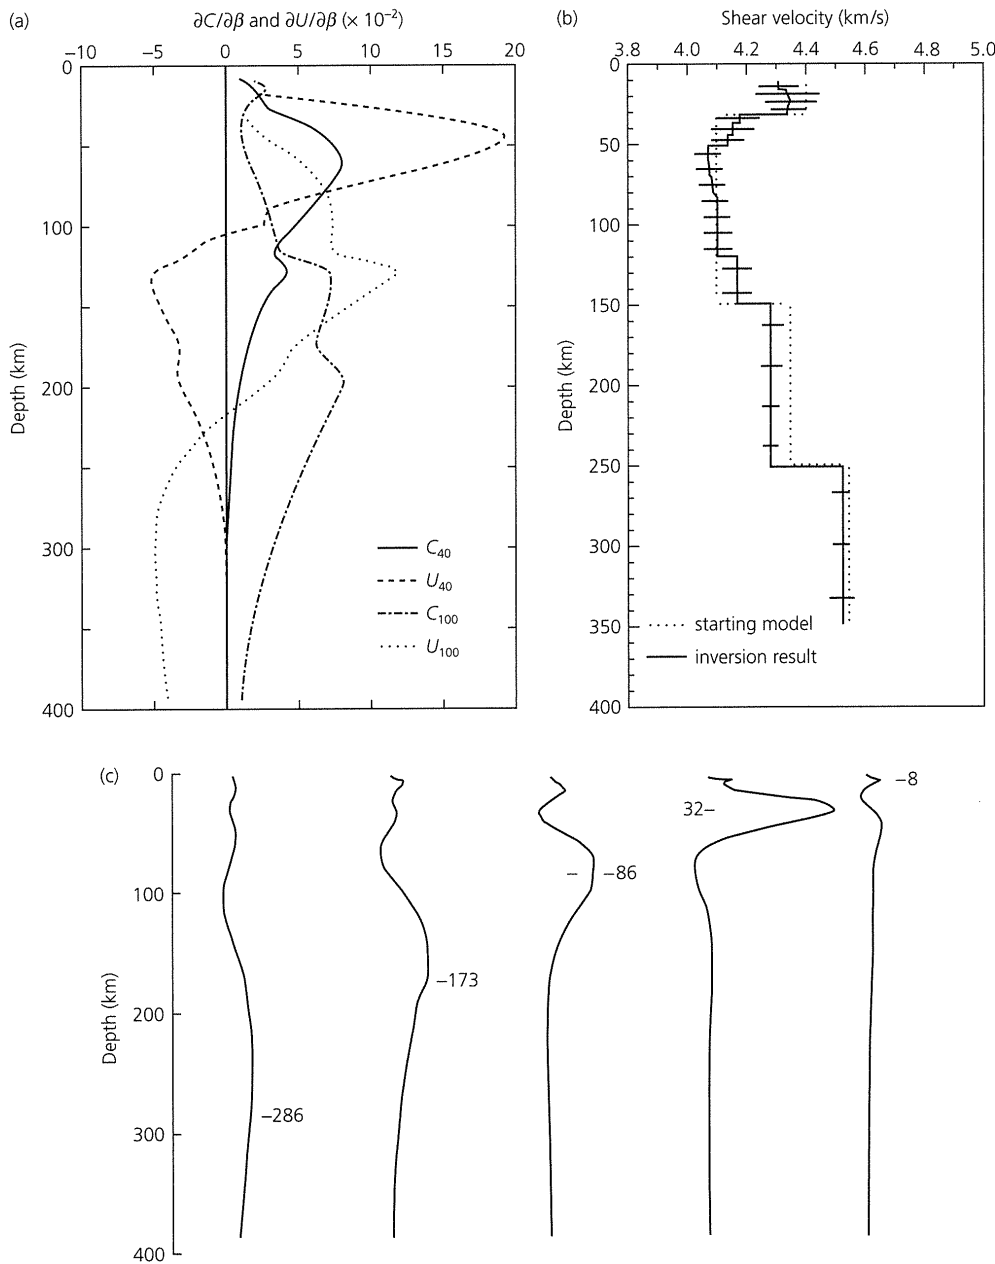 (a)
∂C/∂β and ∂U/∂β (× 10⁻²)
−10 −5 0 5 10 15 20
0
100
200
300
400
Depth (km)
C₄₀
U₄₀
C₁₀₀
U₁₀₀
(b)
Shear velocity (km/s)
3.8 4.0 4.2 4.4 4.6 4.8 5.0
0
50
100
150
200
250
300
350
400
Depth (km)
starting model
inversion result
(c)
0
100
200
300
400
Depth (km)
–286
–173
– –86
32–
–8